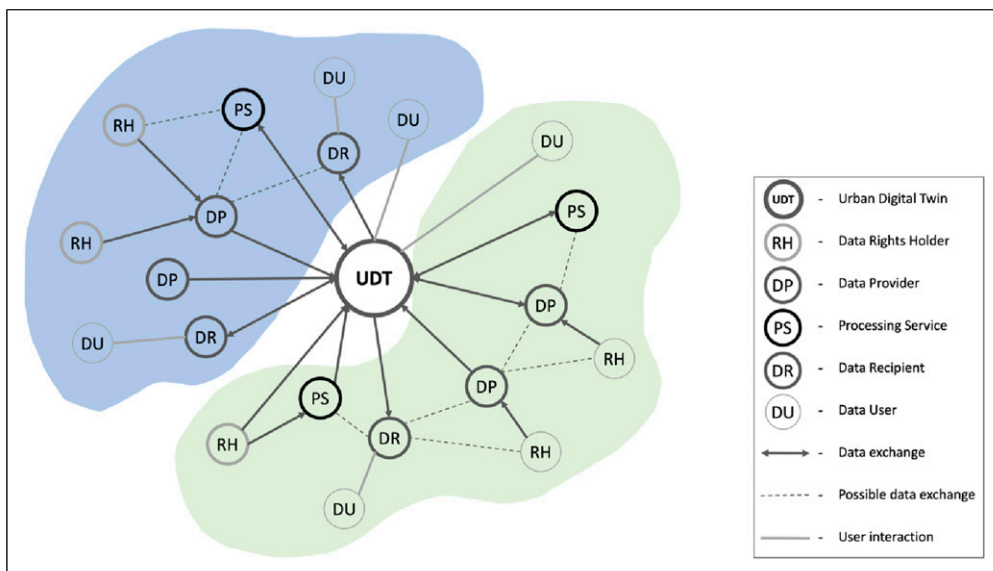 DU
PS
DU
RH
DR
DU
DP
PS
RH
DP
UDT
DP
DU
DR
RH
DP
PS
DR
RH
RH
DU
UDT - Urban Digital Twin
RH - Data Rights Holder
DP - Data Provider
PS - Processing Service
DR - Data Recipient
DU - Data User
- Data exchange
- Possible data exchange
- User interaction